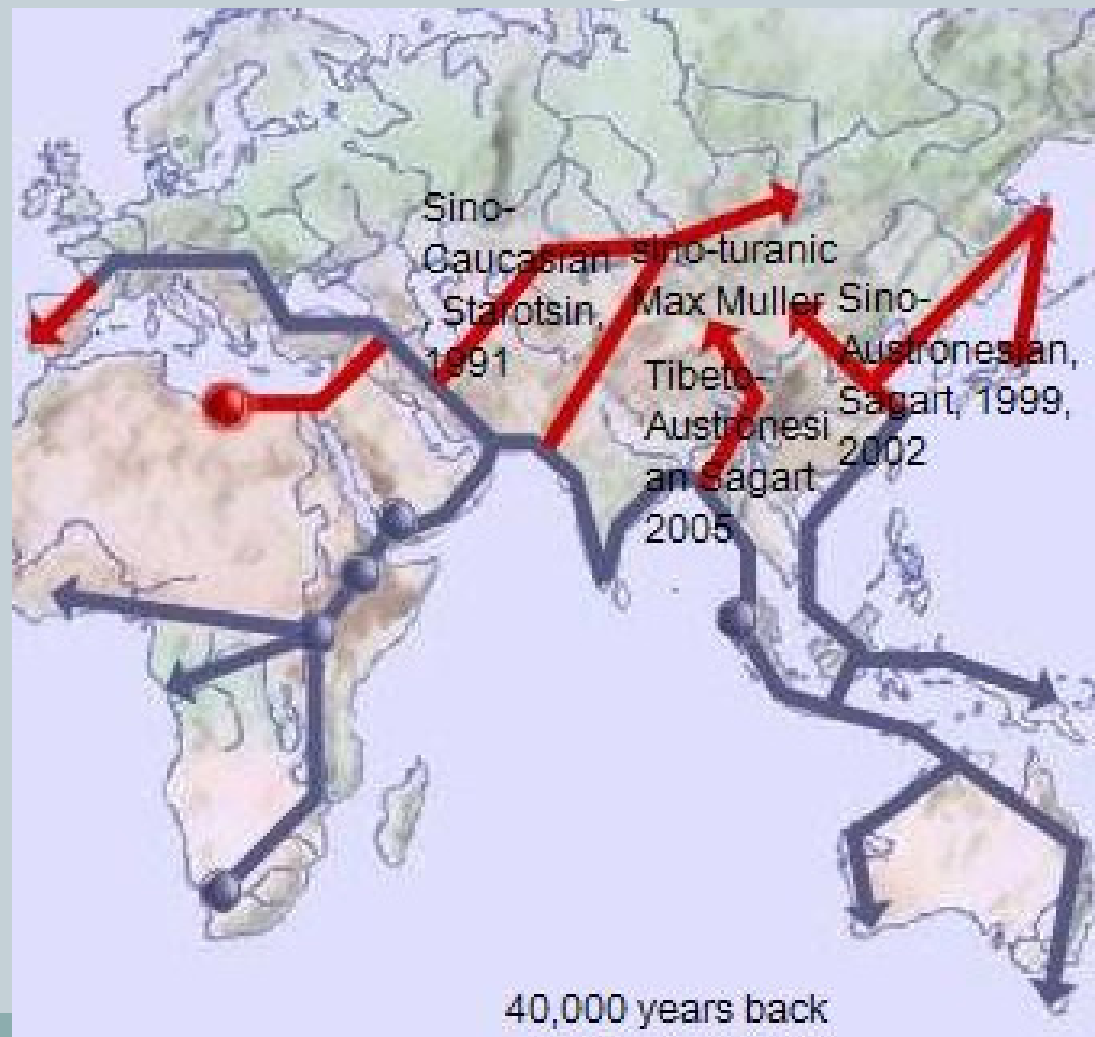 Sino-
Caucasian
, Starotsin,
1991
sino-turanic
Max Muller
Sino-
Austronesian,
Sagart, 1999,
2002
Tibeto-
Austronesi
an Sagart
2005
40,000 years back